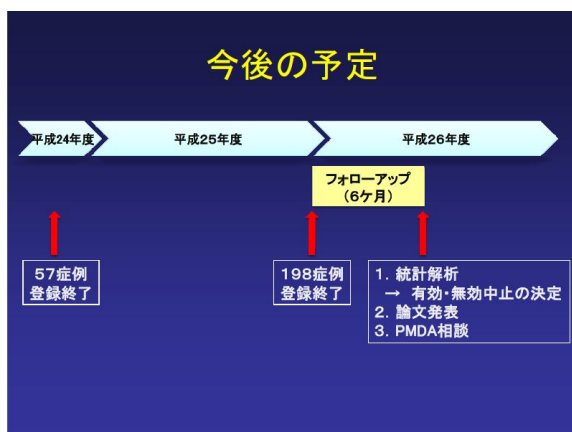 今後の予定
平成24年度
平成25年度
平成26年度
フォローアップ
(6ケ月)
57症例
登録終了
198症例
登録終了
1. 統計解析
→ 有効・無効中止の決定
2. 論文発表
3. PMDA相談